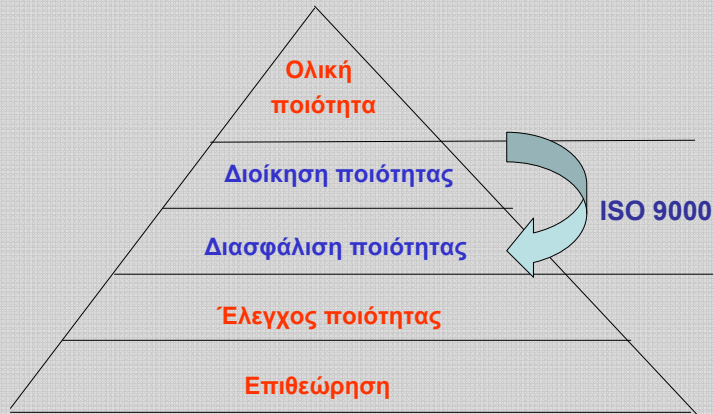 Ολική
ποιότητα
Διοίκηση ποιότητας
ISO 9000
Διασφάλιση ποιότητας
Έλεγχος ποιότητας
Επιθεώρηση